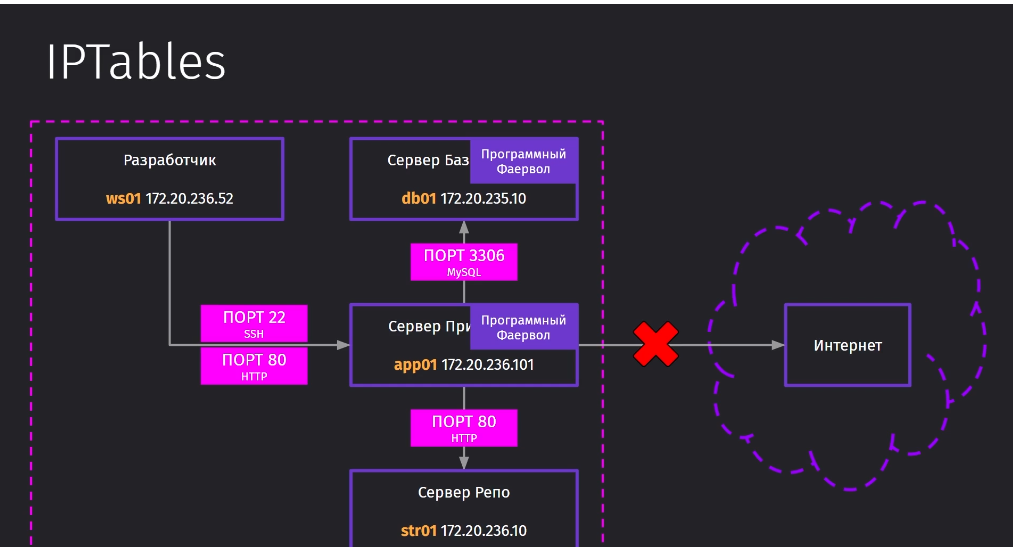 IPTables
Разработчик
ws01 172.20.236.52
Сервер Баз
Программный
Фаервол
db01 172.20.235.10
ПОРТ 3306
MySQL
ПОРТ 22
SSH
ПОРТ 80
HTTP
Сервер При
Программный
Фаервол
app01 172.20.236.101
Интернет
ПОРТ 80
HTTP
Сервер Репо
str01 172.20.236.10